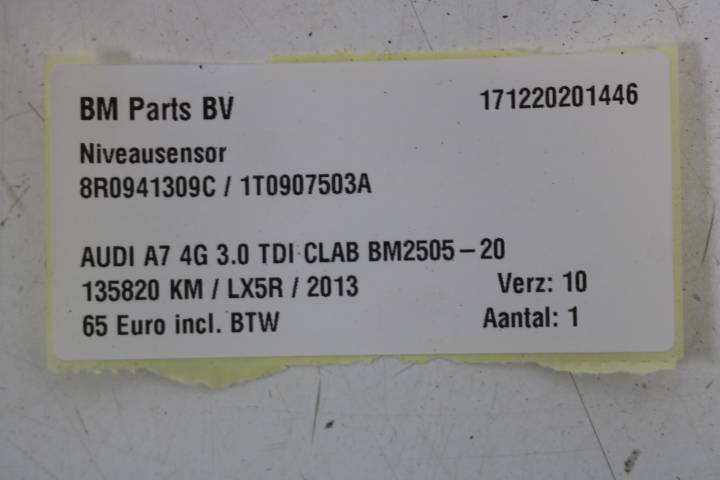 BM Parts BV 171220201446
Niveausensor
8R0941309C / 1T0907503A
AUDI A7 4G 3.0 TDI CLAB BM2505-20
135820 KM / LX5R / 2013 Verz: 10
65 Euro incl. BTW Aantal: 1